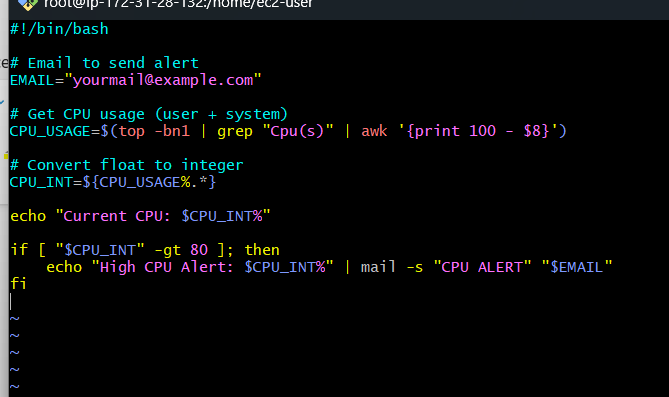 root@ip-172-31-28-132:/home/ec2-user
#!/bin/bash
# Email to send alert
EMAIL="yourmail@example.com"
# Get CPU usage (user + system)
CPU_USAGE=$(top -bn1 | grep "Cpu(s)" | awk '{print 100 - $8}')
# Convert float to integer
CPU_INT=${CPU_USAGE%.*}
echo "Current CPU: $CPU_INT%"
if [ "$CPU_INT" -gt 80 ]; then
    echo "High CPU Alert: $CPU_INT%" | mail -s "CPU ALERT" "$EMAIL"
fi
~
~
~
~
~